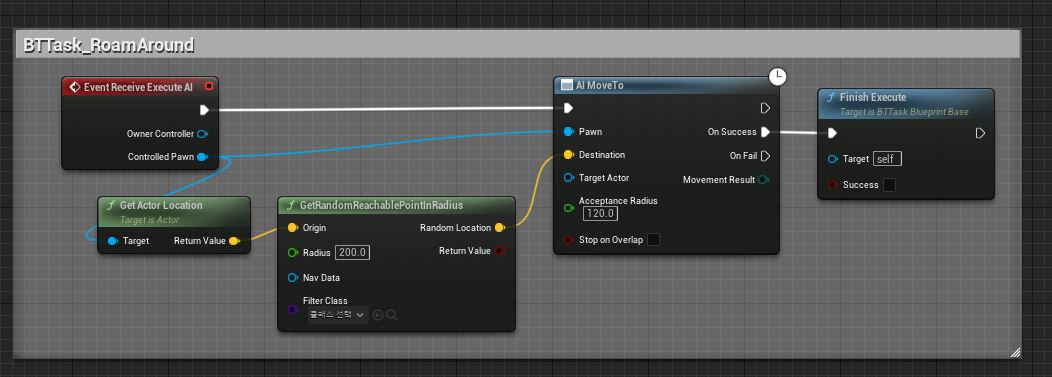 BTTask_RoamAround
Event Receive Execute AI
Owner Controller
Controlled Pawn
Get Actor Location
Target is Actor
Target
Return Value
GetRandomReachablePointInRadius
Origin
Random Location
Radius 200.0
Return Value
Nav Data
Filter Class
클래스 선택
AI MoveTo
Pawn
On Success
Destination
On Fail
Target Actor
Movement Result
Acceptance Radius
120.0
Stop on Overlap
Finish Execute
Target is BTTask Blueprint Base
Target self
Success